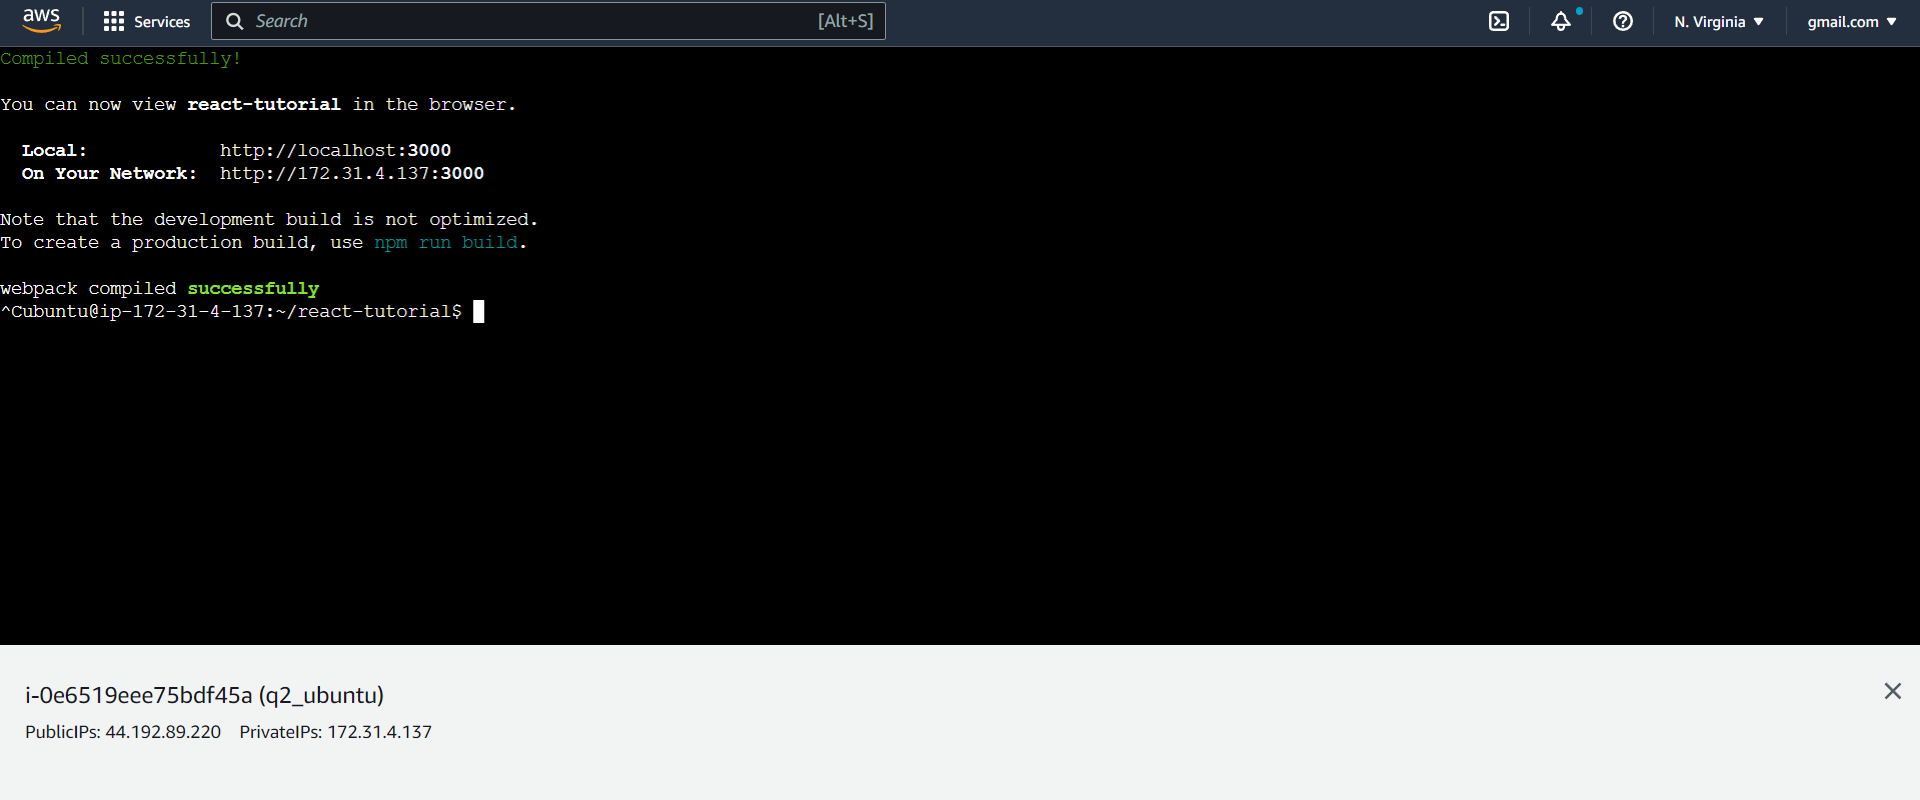 aws Services Search [Alt+S] N. Virginia gmail.com
Compiled successfully!
You can now view react-tutorial in the browser.
Local: http://localhost:3000
On Your Network: http://172.31.4.137:3000
Note that the development build is not optimized.
To create a production build, use npm run build.
webpack compiled successfully
^Cubuntu@ip-172-31-4-137:~/react-tutorial$
i-0e6519eee75bdf45a (q2_ubuntu)
PublicIPs: 44.192.89.220 PrivateIPs: 172.31.4.137